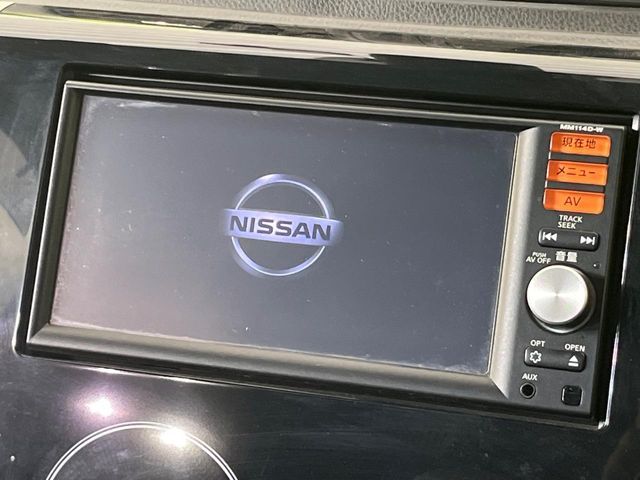 NISSAN
MM114D-W
現在地
メニュー
AV
TRACK
SEEK
PUSH
AV OFF
音量
OPT
OPEN
AUX